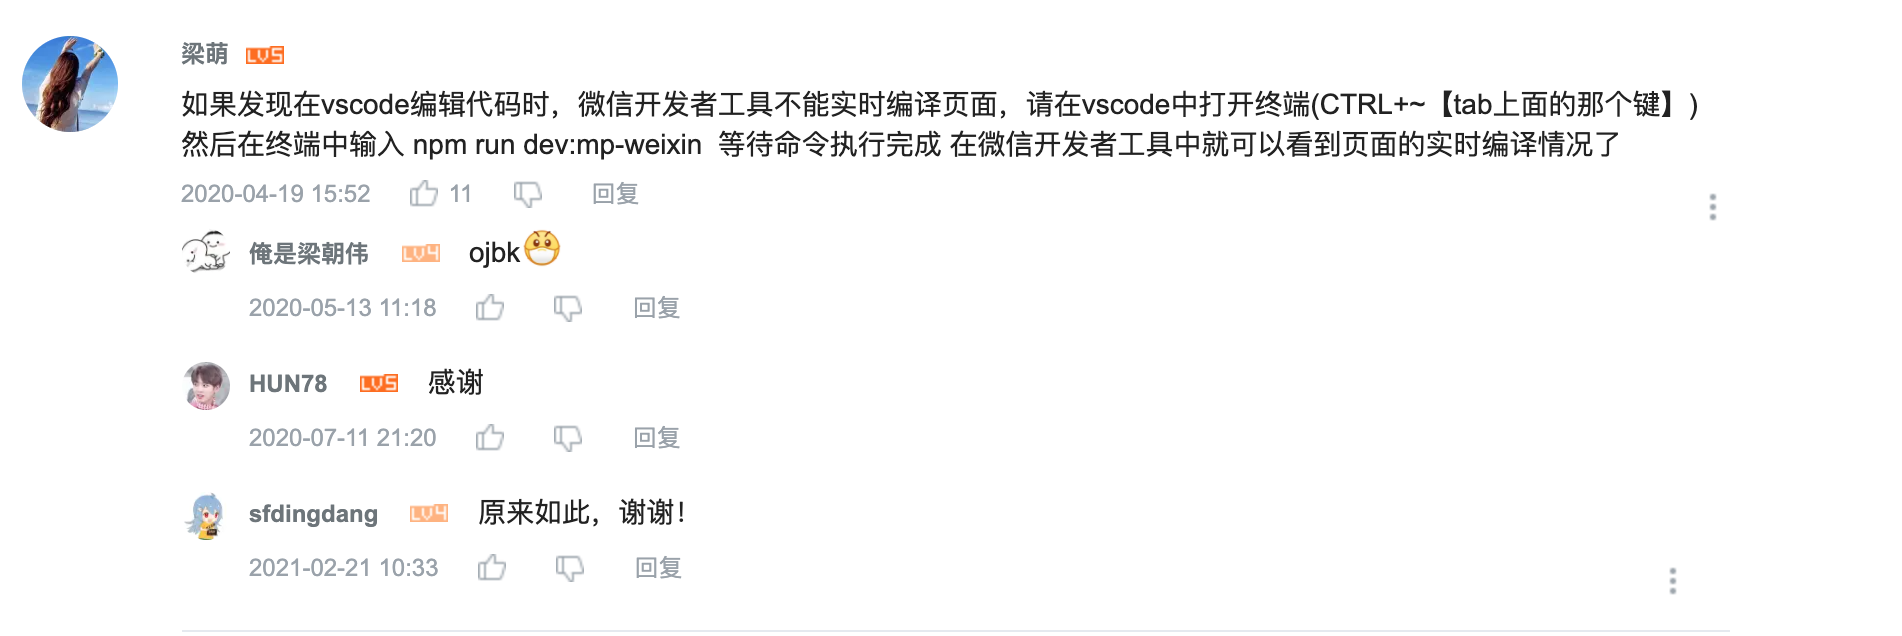 梁萌 LV5
如果发现在vscode编辑代码时，微信开发者工具不能实时编译页面，请在vscode中打开终端(CTRL+~【tab上面的那个键】)
然后在终端中输入 npm run dev:mp-weixin  等待命令执行完成 在微信开发者工具中就可以看到页面的实时编译情况了
2020-04-19 15:52 11 回复
俺是梁朝伟 LV4 ojbk
2020-05-13 11:18 回复
HUN78 LV5 感谢
2020-07-11 21:20 回复
sfdingdang LV4 原来如此，谢谢！
2021-02-21 10:33 回复